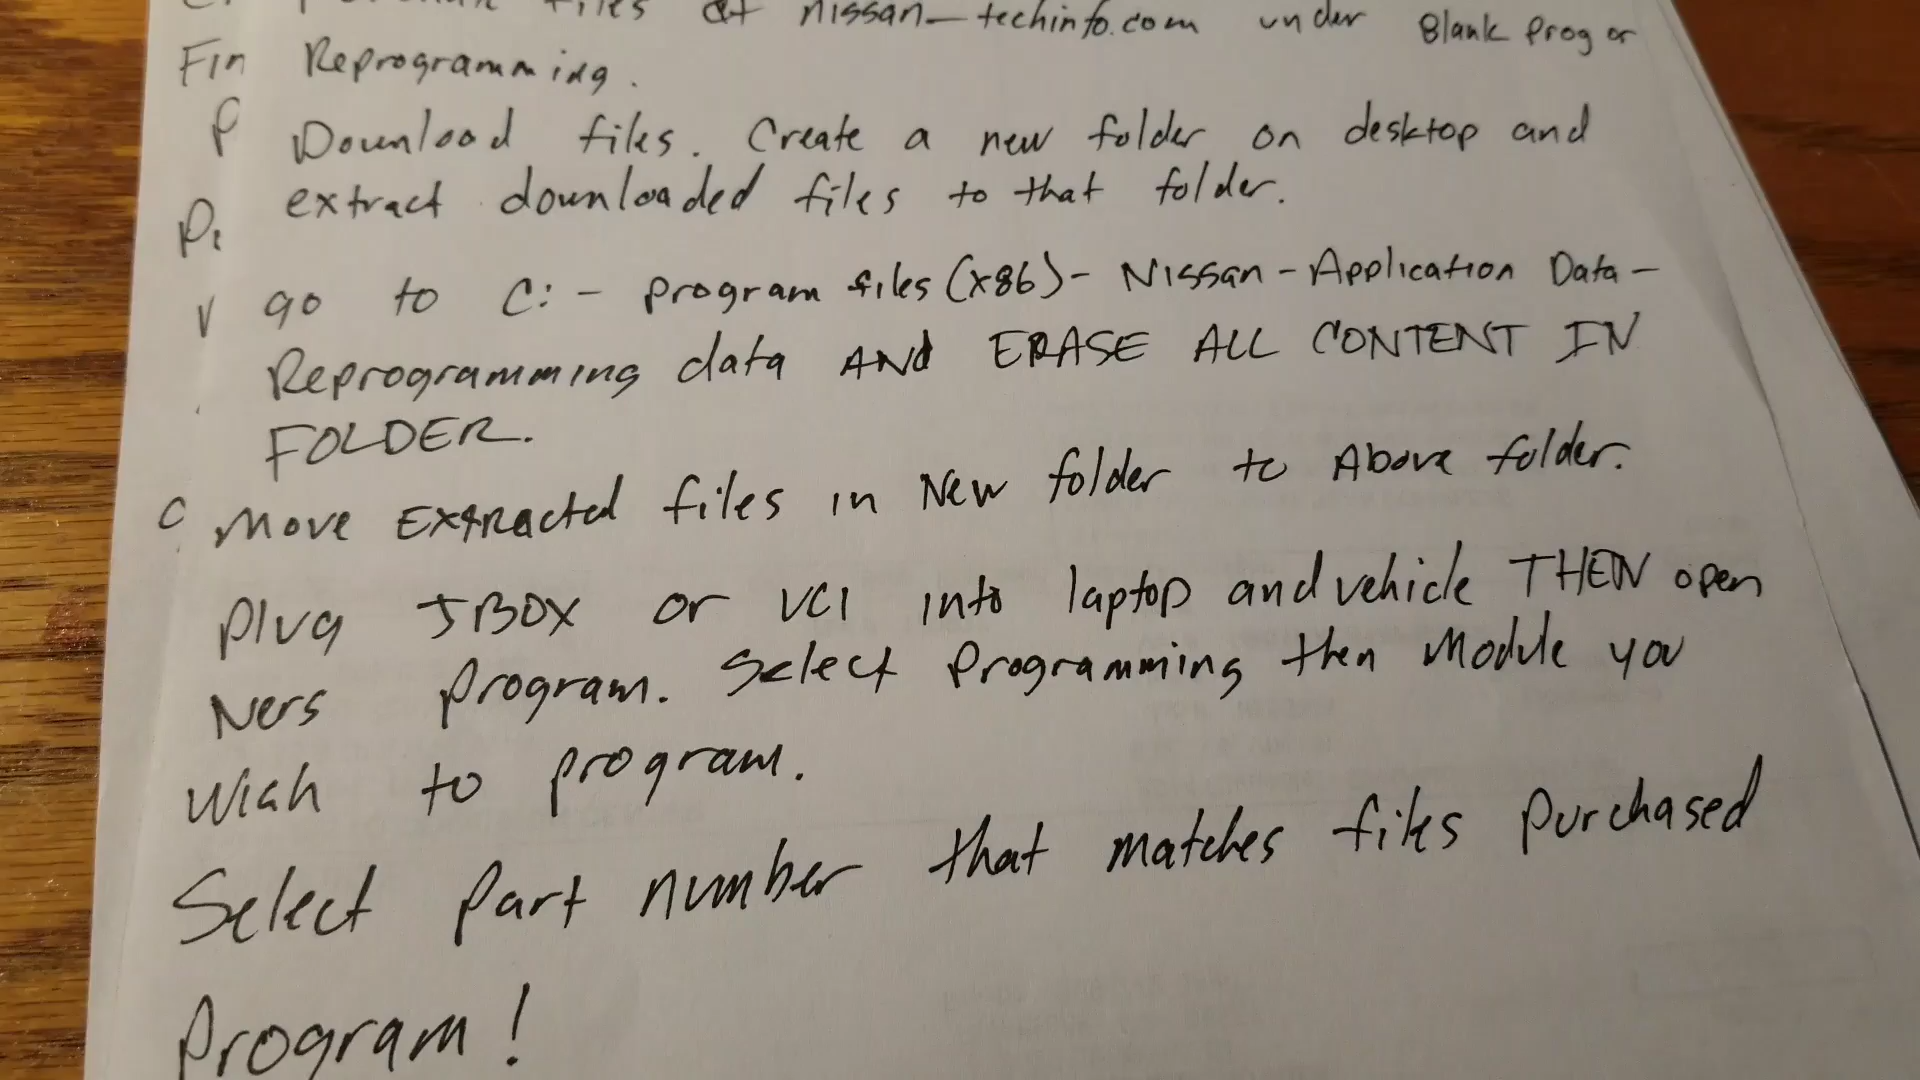 files at nissan-techinfo.com under Blank Prog or
Fin Reprogramming.
P Download files. Create a new folder on desktop and
extract downloaded files to that folder.
V go to C: - program files (x86) - Nissan - Application Data -
Reprogramming data AND ERASE ALL CONTENT IN
FOLDER.
C Move Extracted files in New folder to Above folder.
Plug JBOX or VCI into laptop and vehicle THEN open
Ners program. Select Programming then Module you
Wish to program.
Select part number that matches files purchased
Program!